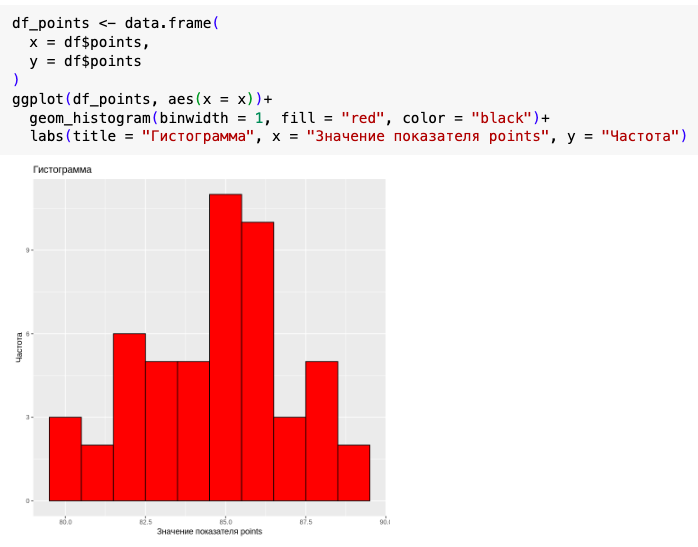 df_points <- data.frame(
x = df$points,
y = df$points
)
ggplot(df_points, aes(x = x))+
geom_histogram(binwidth = 1, fill = "red", color = "black")+
labs(title = "Гистограмма", x = "Значение показателя points", y = "Частота")
Гистограмма
9
6
3
0
Частота
80.0 82.5 85.0 87.5 90.
Значение показателя points